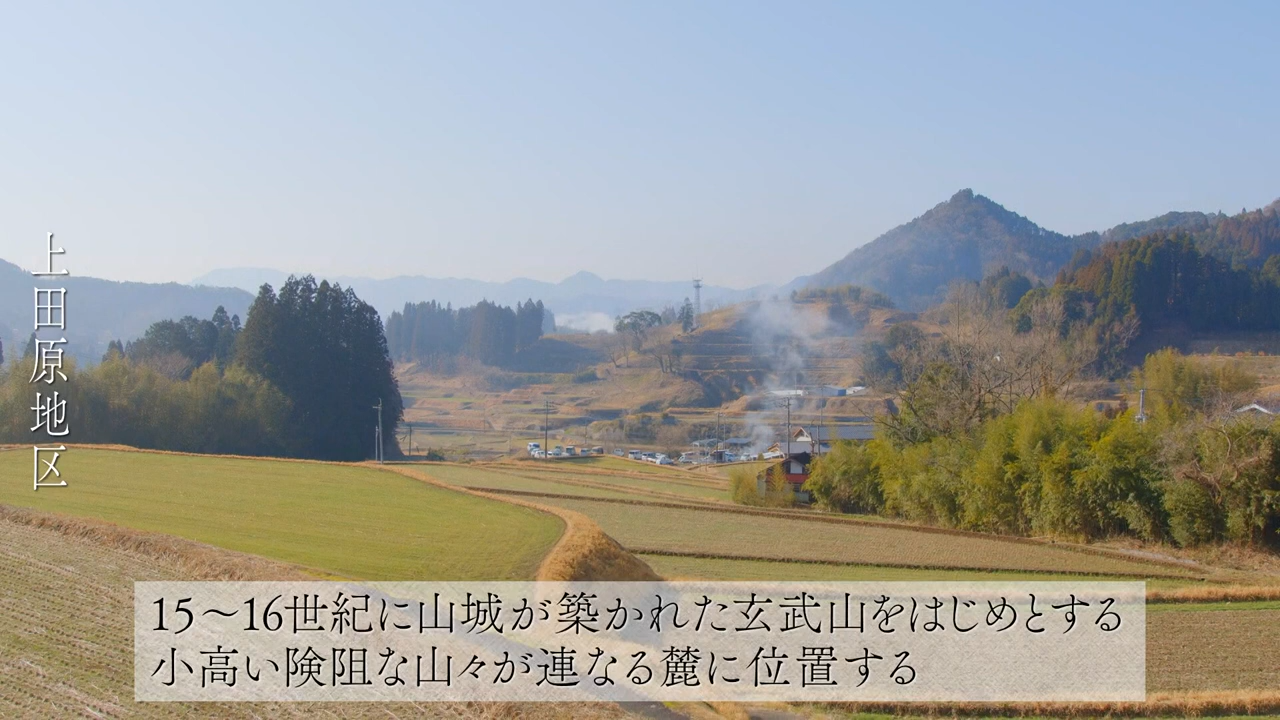 上田原地区
15～16世紀に山城が築かれた玄武山をはじめとする
小高い険阻な山々が連なる麓に位置する